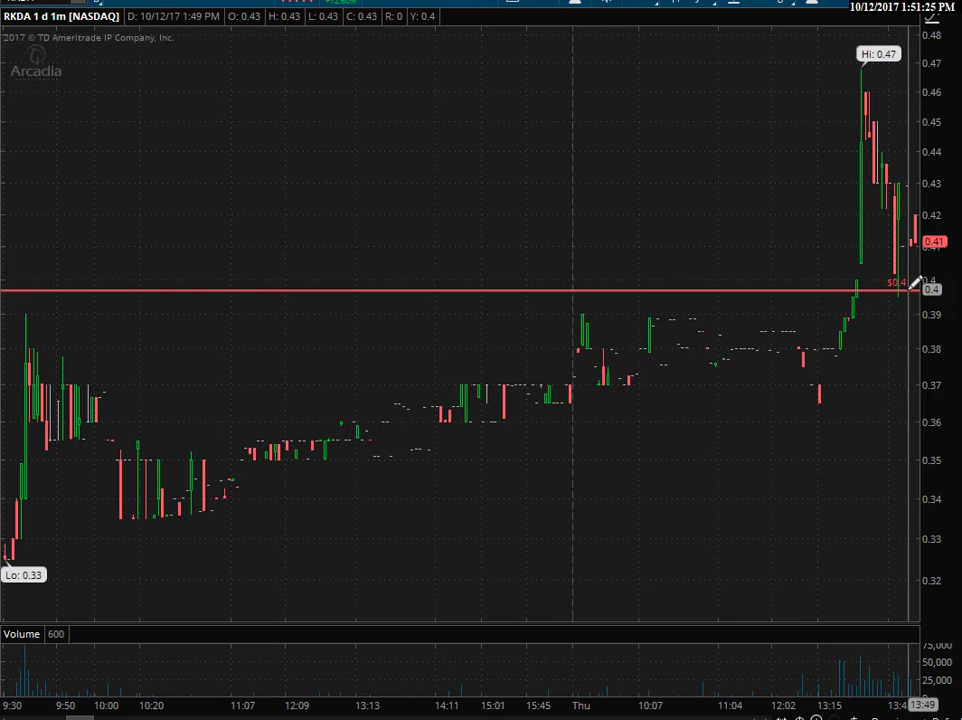 10/12/2017 1:51:25 PM
RKDA 1 d 1m [NASDAQ] D: 10/12/17 1:49 PM O: 0.43 H: 0.43 L: 0.43 C: 0.43 R: 0 Y: 0.4
2017 © TD Ameritrade IP Company, Inc.
Arcadia
Hi: 0.47
0.48
0.47
0.46
0.45
0.44
0.43
0.42
0.41
$0.4
0.4
0.39
0.38
0.37
0.36
0.35
0.34
0.33
0.32
Lo: 0.33
Volume 600
75,000
50,000
25,000
9:30 9:50 10:00 10:20 11:07 12:09 13:13 14:11 15:01 15:45 Thu 10:07 11:04 12:02 13:15 13:49